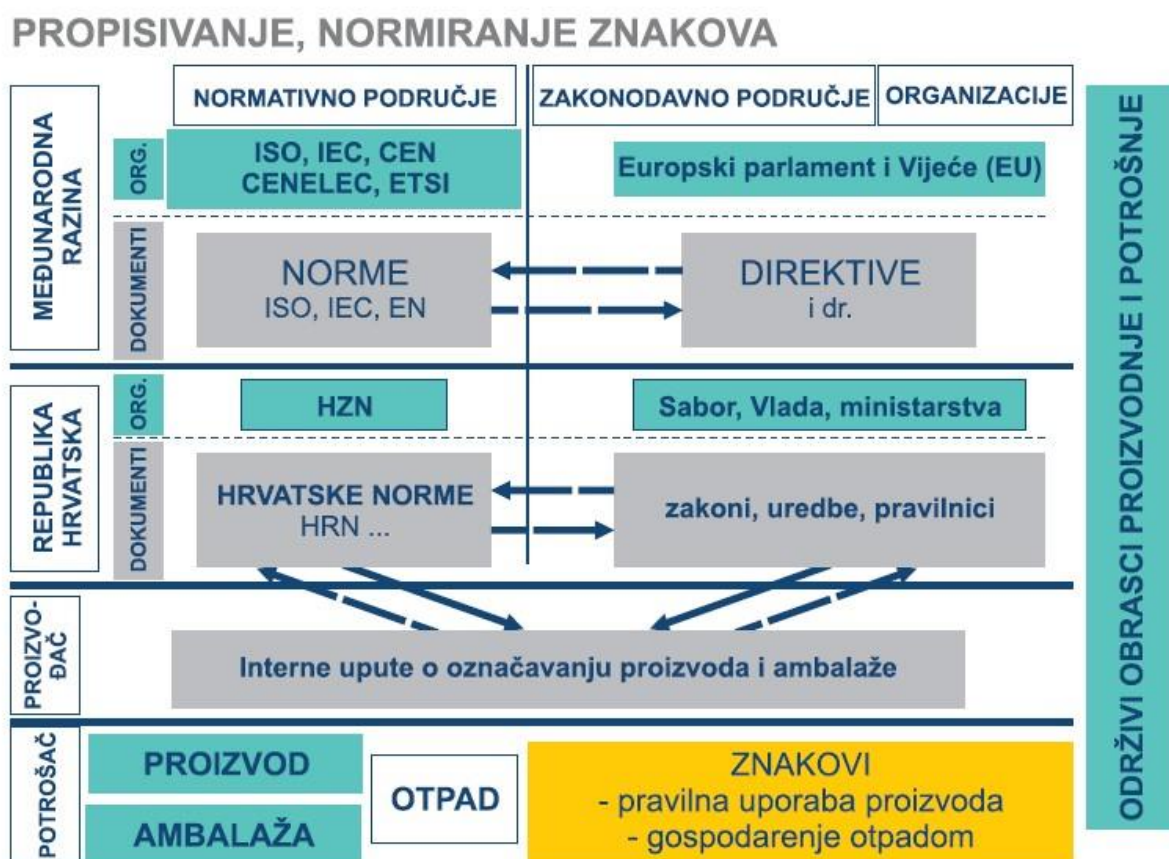 PROPISIVANJE, NORMIRANJE ZNAKOVA
NORMATIVNO PODRUČJE
ZAKONODAVNO PODRUČJE
ORGANIZACIJE
MEĐUNARODNA
RAZINA
ORG.
ISO, IEC, CEN
CENELEC, ETSI
Europski parlament i Vijeće (EU)
DOKUMENTI
NORME
ISO, IEC, EN
DIREKTIVE
i dr.
REPUBLIKA
HRVATSKA
ORG.
HZN
Sabor, Vlada, ministarstva
DOKUMENTI
HRVATSKE NORME
HRN ...
zakoni, uredbe, pravilnici
PROIZVO-
ĐAČ
Interne upute o označavanju proizvoda i ambalaže
POTROŠAČ
PROIZVOD
AMBALAŽA
OTPAD
ZNAKOVI
- pravilna uporaba proizvoda
- gospodarenje otpadom
ODRŽIVI OBRASCI PROIZVODNJE I POTROŠNJE